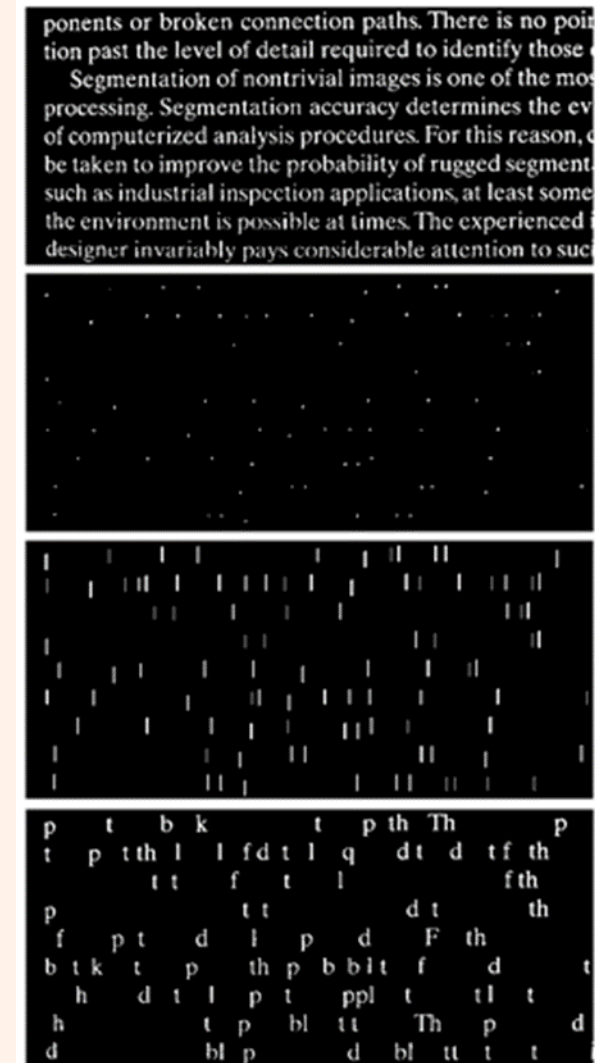 ponents or broken connection paths. There is no poi
tion past the level of detail required to identify those
Segmentation of nontrivial images is one of the mos
processing. Segmentation accuracy determines the ev
of computerized analysis procedures. For this reason,
be taken to improve the probability of rugged segment
such as industrial inspection applications, at least some
the environment is possible at times. The experienced
designer invariably pays considerable attention to suc
p t b k t p th Th p
t p t th l l f d t l q d t d t f th
t t f t l f th
p t t d t th
f p t d l p d F th
b t k t p th p b b l t f d t
h d t l p t ppl t t l t
h t p bl t t Th p d
d bl p d bl tt t t